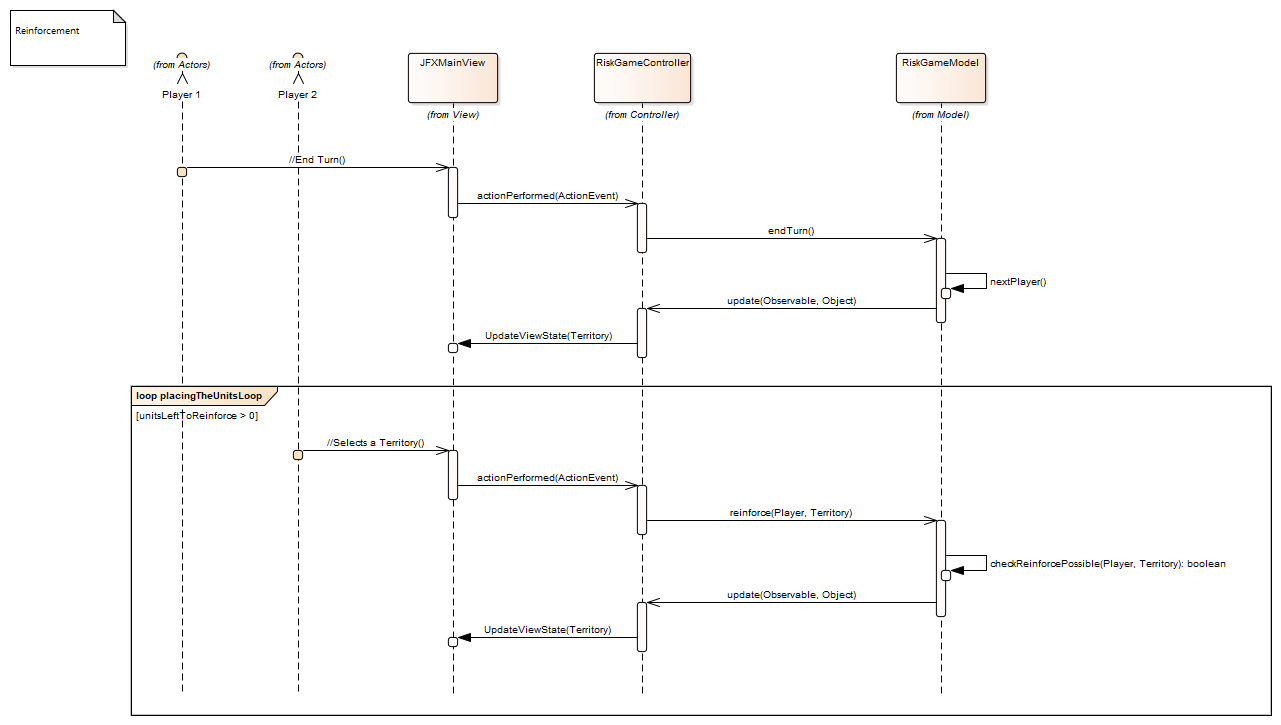 Reinforcement
(from Actors)
Player 1
(from Actors)
Player 2
JFXMainView
(from View)
RiskGameController
(from Controller)
RiskGameModel
(from Model)
//End Turn()
actionPerformed(ActionEvent)
endTurn()
nextPlayer()
update(Observable, Object)
UpdateViewState(Territory)
loop placingTheUnitsLoop
[unitsLeftToReinforce > 0]
//Selects a Territory()
actionPerformed(ActionEvent)
reinforce(Player, Territory)
checkReinforcePossible(Player, Territory): boolean
update(Observable, Object)
UpdateViewState(Territory)